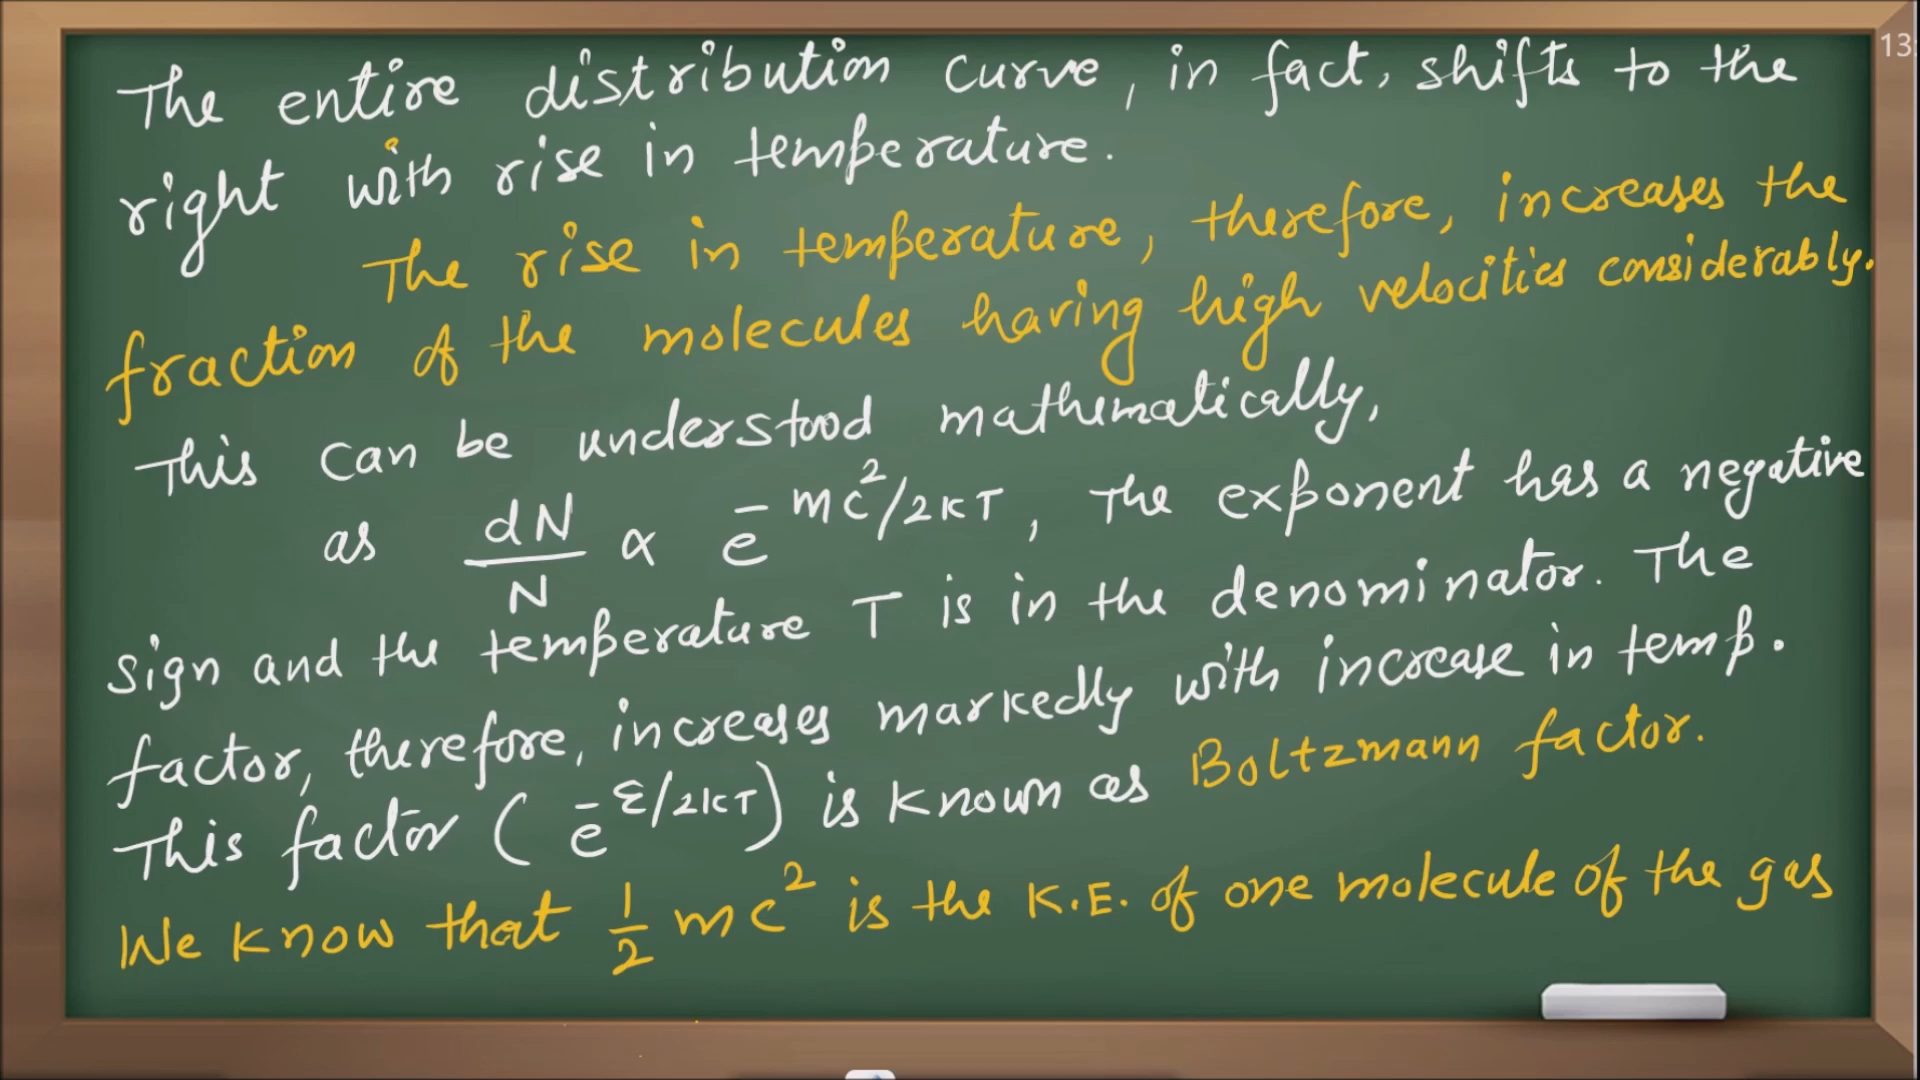 The entire distribution curve, in fact, shifts to the
right with rise in temperature.
The rise in temperature, therefore, increases the
fraction of the molecules having high velocities considerably.
This can be understood mathematically,
as dN/N ∝ e^-mc²/2KT, The exponent has a negative
sign and the temperature T is in the denominator. The
factor, therefore, increases markedly with increase in temp.
This factor (e^-ε/2KT) is known as Boltzmann factor.
We know that 1/2 mc² is the K.E. of one molecule of the gas
13